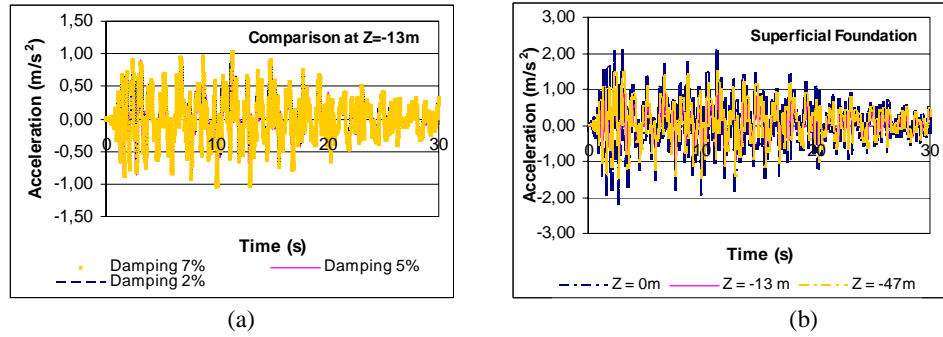 Comparison at Z=-13m
Acceleration (m/s²)
1,50
1,00
0,50
0,00
-0,50
-1,00
-1,50
0
10
20
30
Time (s)
Damping 7%
Damping 5%
Damping 2%
(a)
Superficial Foundation
Acceleration (m/s²)
3,00
2,00
1,00
0,00
-1,00
-2,00
-3,00
0
10
20
30
Time (s)
Z = 0m
Z = -13 m
Z = -47m
(b)